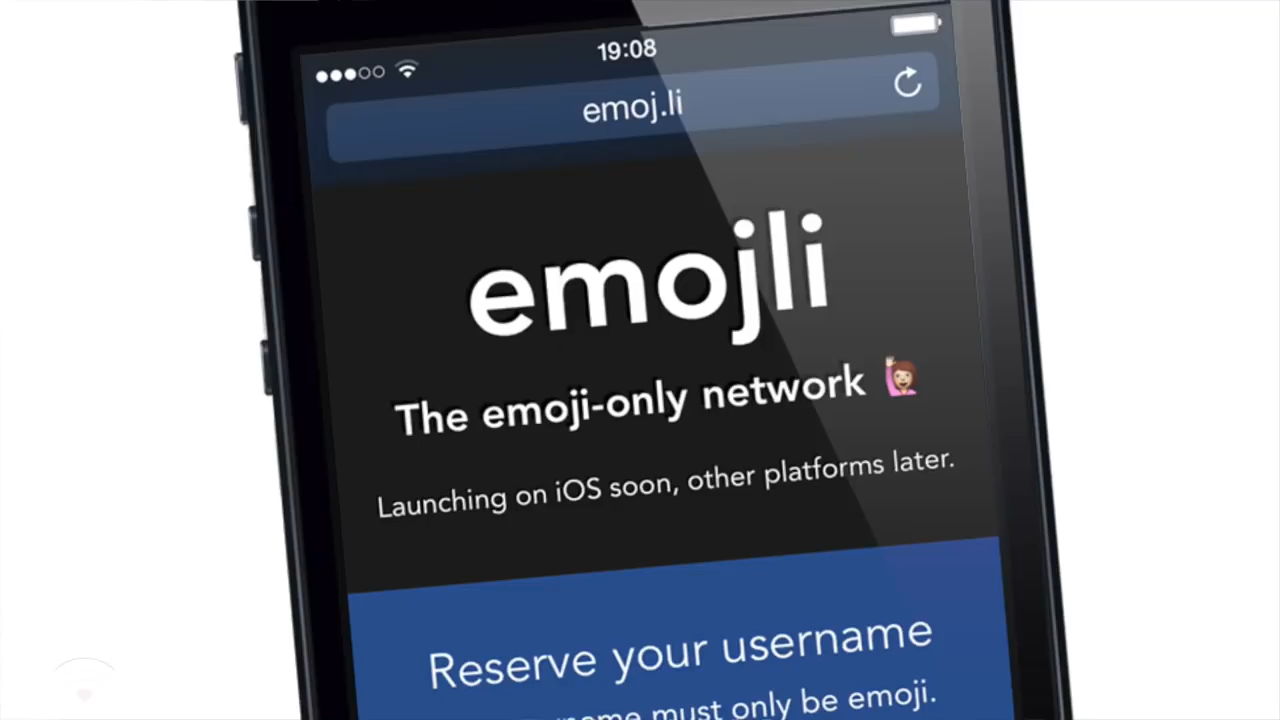 19:08
emoj.li
emojli
The emoji-only network 🙋
Launching on iOS soon, other platforms later.
Reserve your username
must only be emoji.